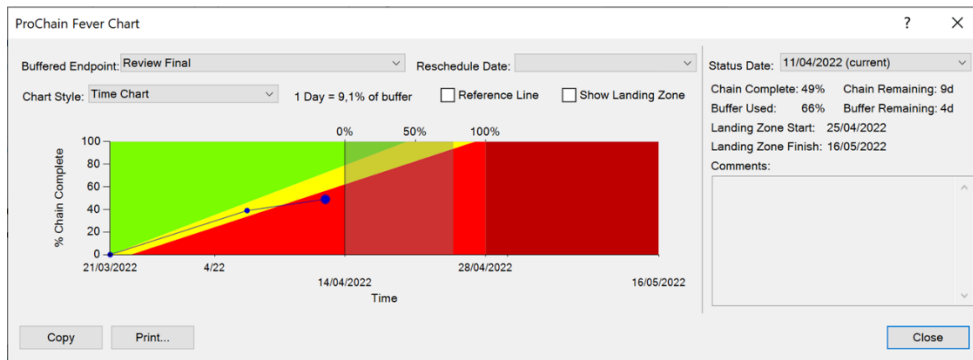 ProChain Fever Chart
? X
Buffered Endpoint: Review Final
Reschedule Date:
Chart Style: Time Chart
1 Day = 9,1% of buffer
Reference Line
Show Landing Zone
0% 50% 100%
100
80
60
40
20
0
% Chain Complete
21/03/2022 4/22 28/04/2022
14/04/2022 16/05/2022
Time
Status Date: 11/04/2022 (current)
Chain Complete: 49% Chain Remaining: 9d
Buffer Used: 66% Buffer Remaining: 4d
Landing Zone Start: 25/04/2022
Landing Zone Finish: 16/05/2022
Comments:
Copy
Print...
Close